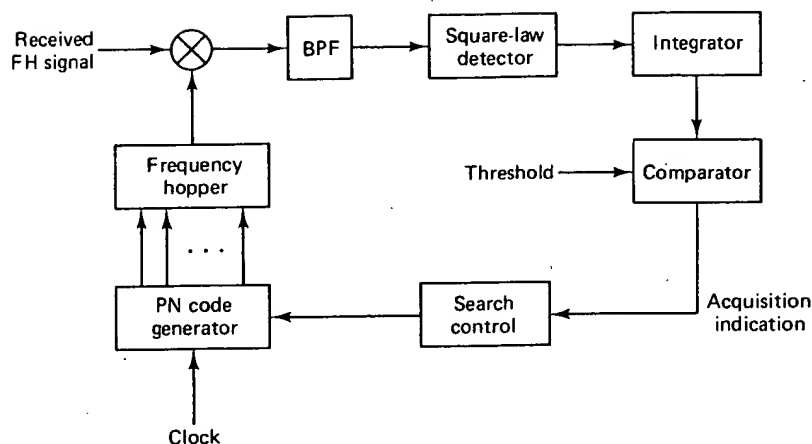 Received
FH signal
BPF
Square-law
detector
Integrator
Frequency
hopper
Threshold
Comparator
. . .
PN code
generator
Search
control
Acquisition
indication
Clock